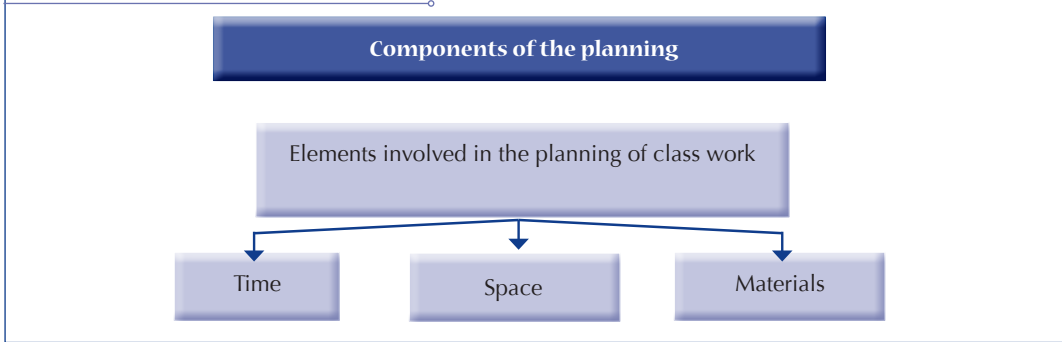 Components of the planning
Elements involved in the planning of class work
Time
Space
Materials